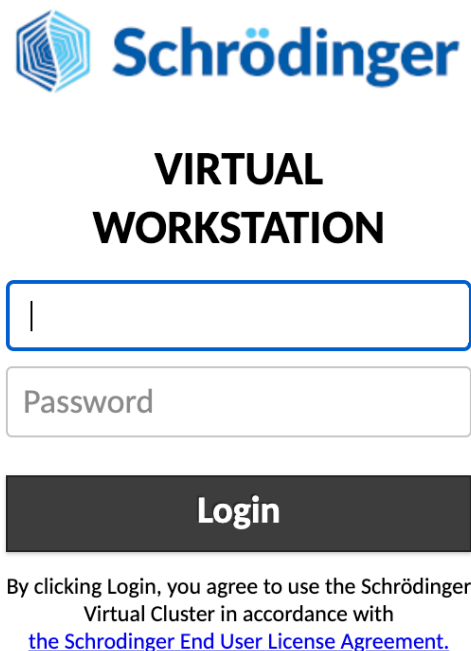 Schrödinger
VIRTUAL
WORKSTATION
Password
Login
By clicking Login, you agree to use the Schrödinger
Virtual Cluster in accordance with
the Schrodinger End User License Agreement.